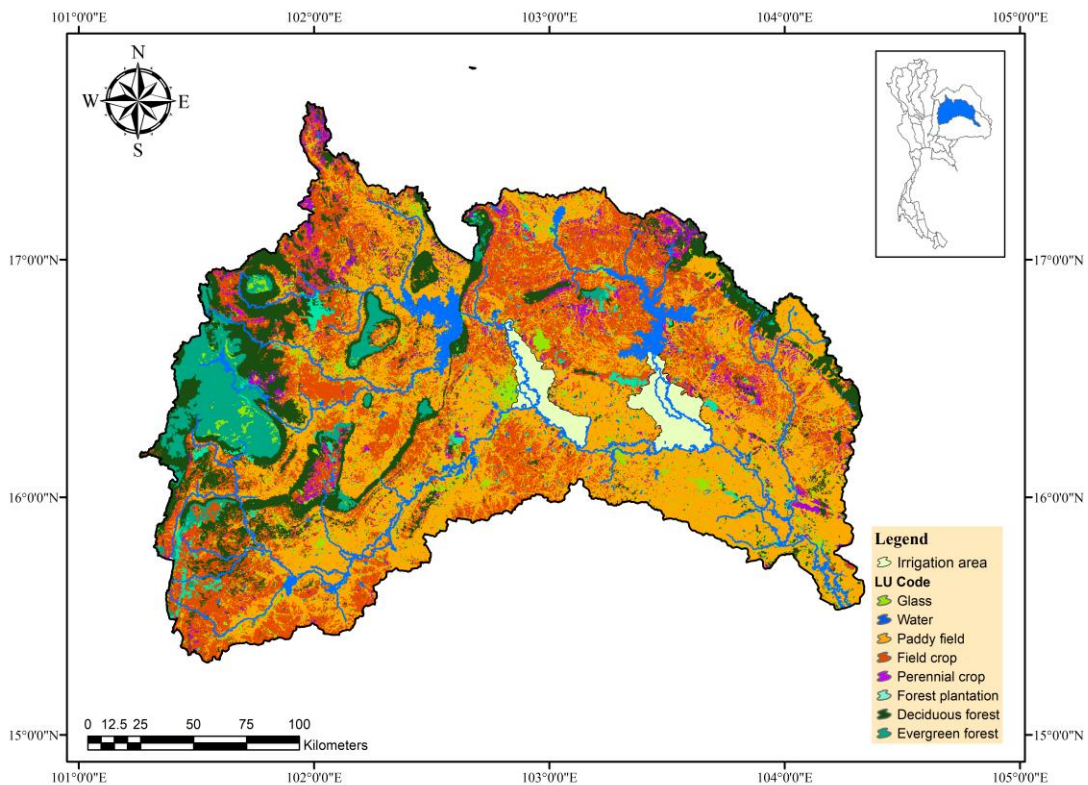 101°0'0"E 102°0'0"E 103°0'0"E 104°0'0"E 105°0'0"E
N
W E
S
17°0'0"N 17°0'0"N
16°0'0"N 16°0'0"N
Legend
Irrigation area
LU Code
Glass
Water
Paddy field
Field crop
Perennial crop
Forest plantation
Deciduous forest
Evergreen forest
0 12.5 25 50 75 100
Kilometers
15°0'0"N 15°0'0"N
101°0'0"E 102°0'0"E 103°0'0"E 104°0'0"E 105°0'0"E